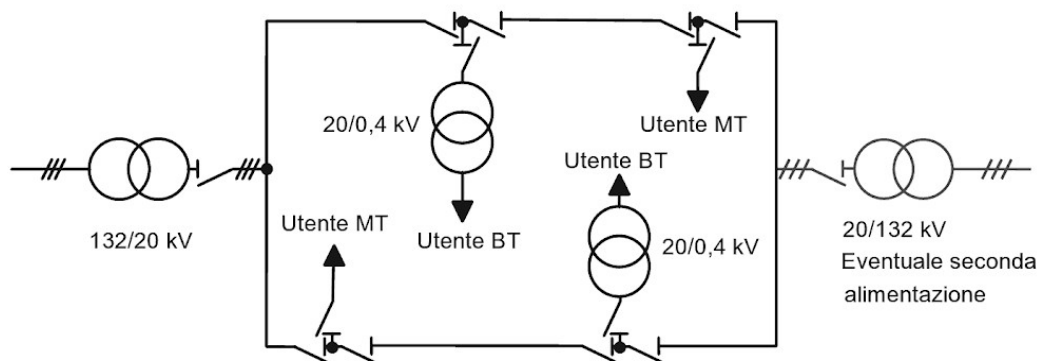 20/0,4 kV
Utente MT
Utente BT
132/20 kV
Utente MT
Utente BT
20/0,4 kV
20/132 kV
Eventuale seconda
alimentazione